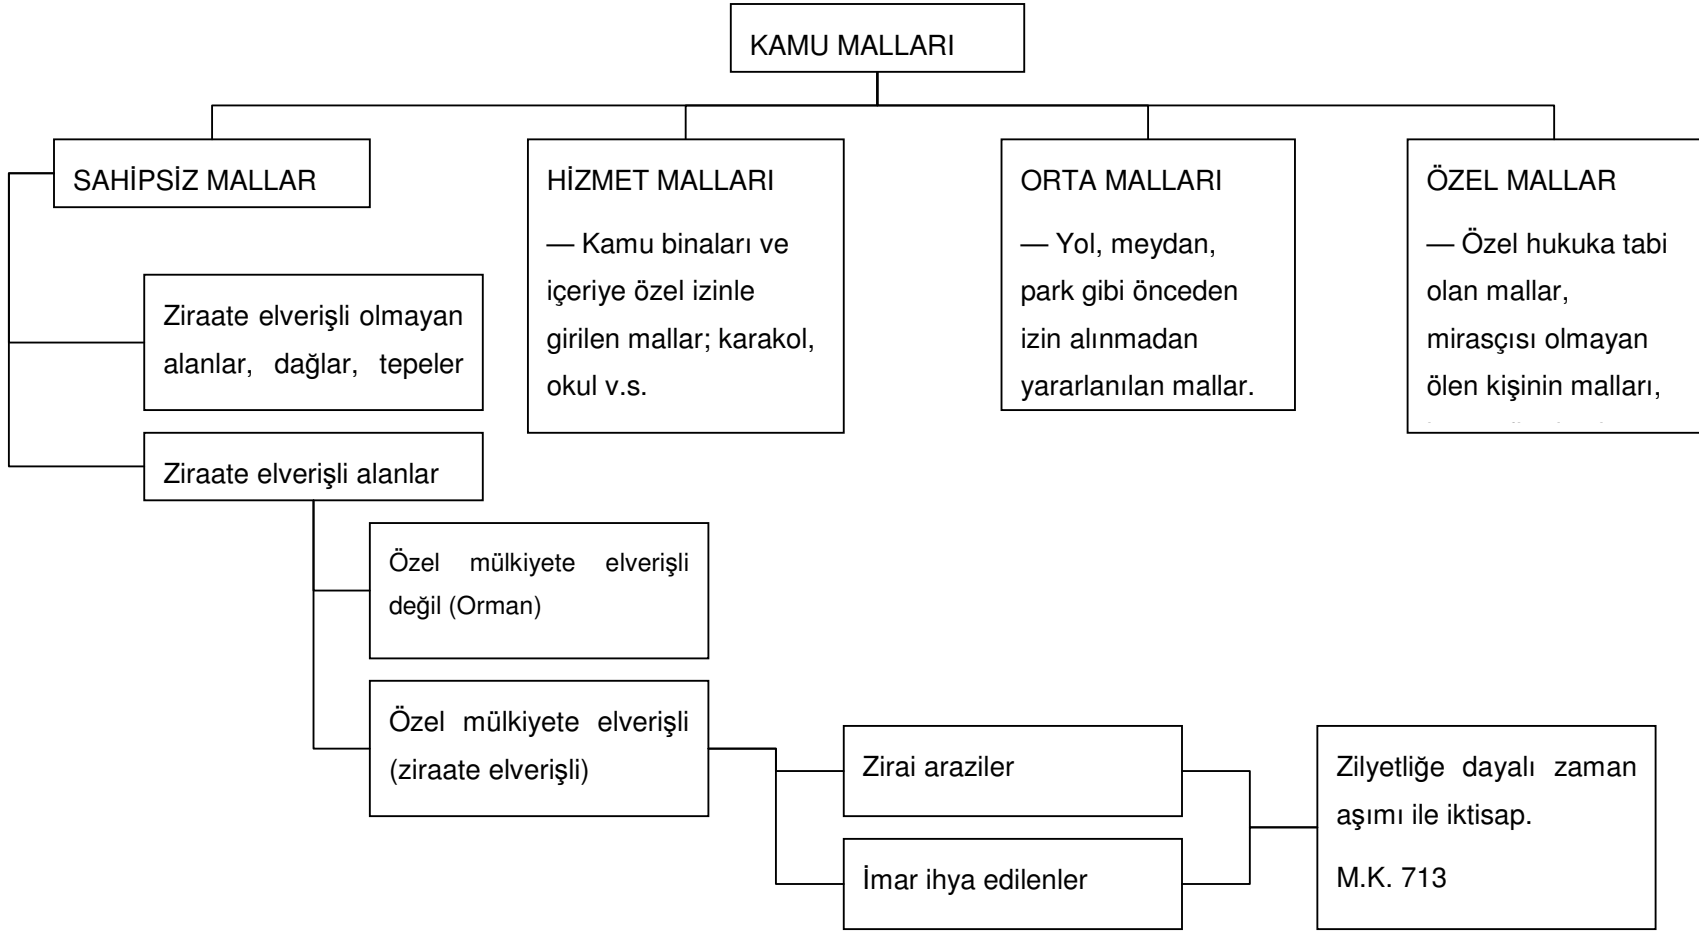 KAMU MALLARI
SAHİPSİZ MALLAR
HİZMET MALLARI
— Kamu binaları ve
içeriye özel izinle
girilen mallar; karakol,
okul v.s.
ORTA MALLARI
— Yol, meydan,
park gibi önceden
izin alınmadan
yararlanılan mallar.
ÖZEL MALLAR
— Özel hukuka tabi
olan mallar,
mirasçısı olmayan
ölen kişinin malları,
Ziraate elverişli olmayan
alanlar, dağlar, tepeler
Ziraate elverişli alanlar
Özel mülkiyete elverişli
değil (Orman)
Özel mülkiyete elverişli
(ziraate elverişli)
Zirai araziler
İmar ihya edilenler
Zilyetliğe dayalı zaman
aşımı ile iktisap.
M.K. 713